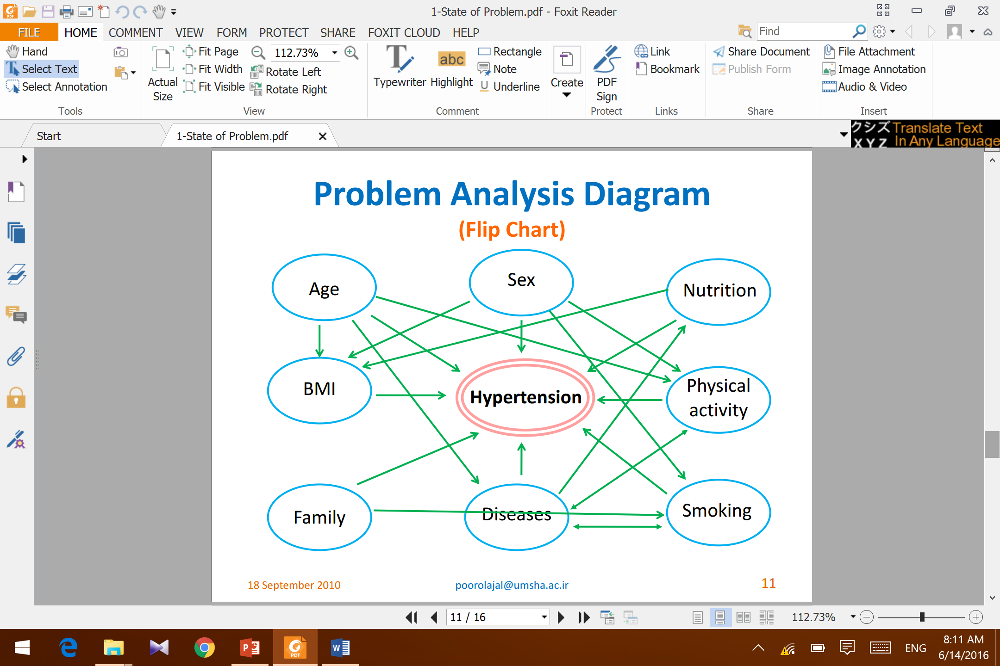 1-State of Problem.pdf - Foxit Reader
FILE HOME COMMENT VIEW FORM PROTECT SHARE FOXIT CLOUD HELP Find
Hand
Select Text
Select Annotation
Tools
Actual
Size
Fit Page
Fit Width
Fit Visible
112.73%
Rotate Left
Rotate Right
View
Typewriter
abc
Highlight
Rectangle
Note
Underline
Comment
Create
PDF
Sign
Protect
Link
Bookmark
Links
Share Document
Publish Form
Share
File Attachment
Image Annotation
Audio & Video
Insert
Start
1-State of Problem.pdf
クシズ Translate Text
X Y Z In Any Language
Problem Analysis Diagram
(Flip Chart)
Age
Sex
Nutrition
BMI
Hypertension
Physical
activity
Family
Diseases
Smoking
18 September 2010
poorolajal@umsha.ac.ir
11
11 / 16
112.73%
ENG
8:11 AM
6/14/2016